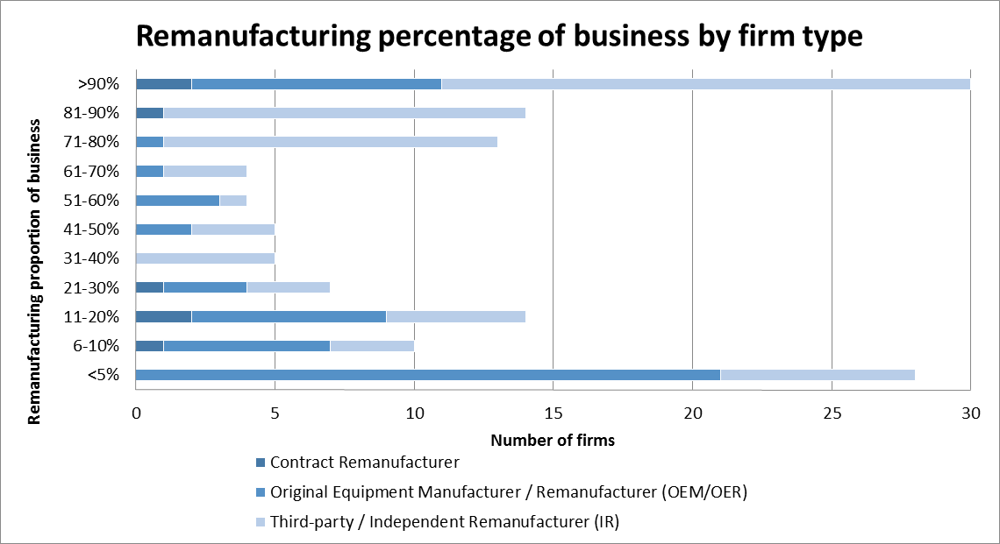 Remanufacturing percentage of business by firm type
Remanufacturing proportion of business
>90%
81-90%
71-80%
61-70%
51-60%
41-50%
31-40%
21-30%
11-20%
6-10%
<5%
0 5 10 15 20 25 30
Number of firms
Contract Remanufacturer
Original Equipment Manufacturer / Remanufacturer (OEM/OER)
Third-party / Independent Remanufacturer (IR)